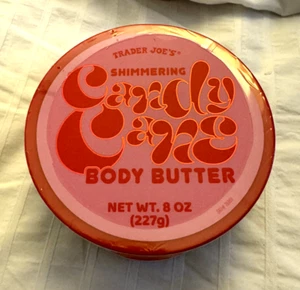 TRADER JOE'S®
SHIMMERING
Candy
Cane
BODY BUTTER
NET WT. 8 OZ
(227g)